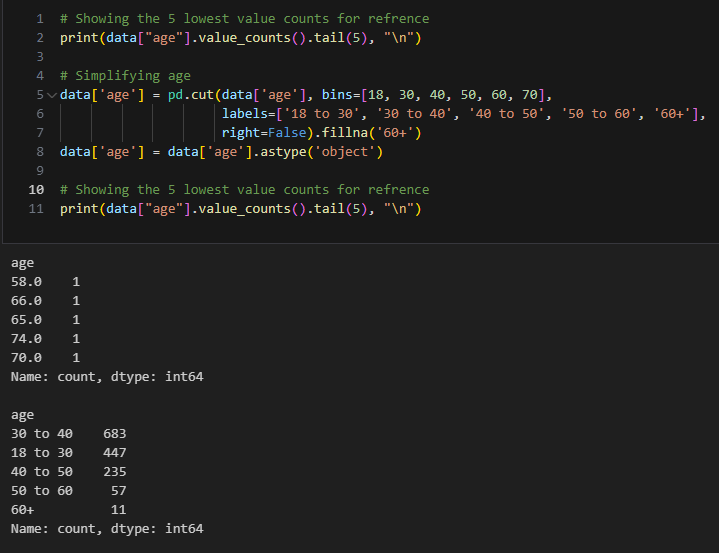 1 # Showing the 5 lowest value counts for refrence
2 print(data["age"].value_counts().tail(5), "\n")
3
4 # Simplifying age
5 data['age'] = pd.cut(data['age'], bins=[18, 30, 40, 50, 60, 70],
6 labels=['18 to 30', '30 to 40', '40 to 50', '50 to 60', '60+'],
7 right=False).fillna('60+')
8 data['age'] = data['age'].astype('object')
9
10 # Showing the 5 lowest value counts for refrence
11 print(data["age"].value_counts().tail(5), "\n")
age
58.0 1
66.0 1
65.0 1
74.0 1
70.0 1
Name: count, dtype: int64
age
30 to 40 683
18 to 30 447
40 to 50 235
50 to 60 57
60+ 11
Name: count, dtype: int64